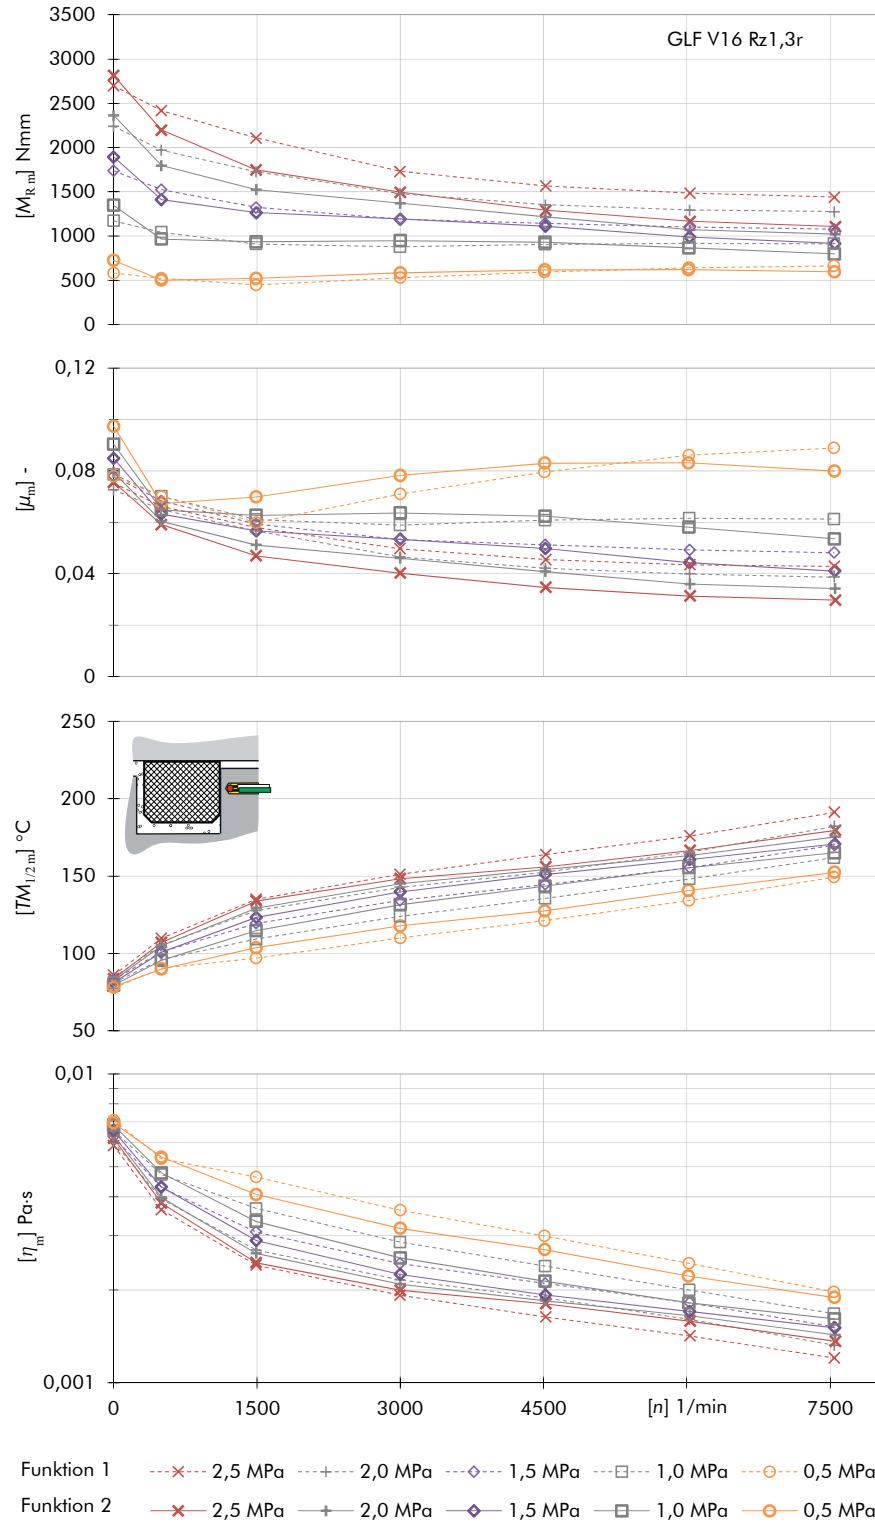 GLF V16 Rz1,3r
[M_R m] Nmm
3500
3000
2500
2000
1500
1000
500
0
[μ_m] -
0,12
0,08
0,04
0
[TM_1/2 m] °C
250
200
150
100
50
[η_m] Pa·s
0,01
0,001
0 1500 3000 4500 [n] 1/min 7500
Funktion 1 2,5 MPa 2,0 MPa 1,5 MPa 1,0 MPa 0,5 MPa
Funktion 2 2,5 MPa 2,0 MPa 1,5 MPa 1,0 MPa 0,5 MPa